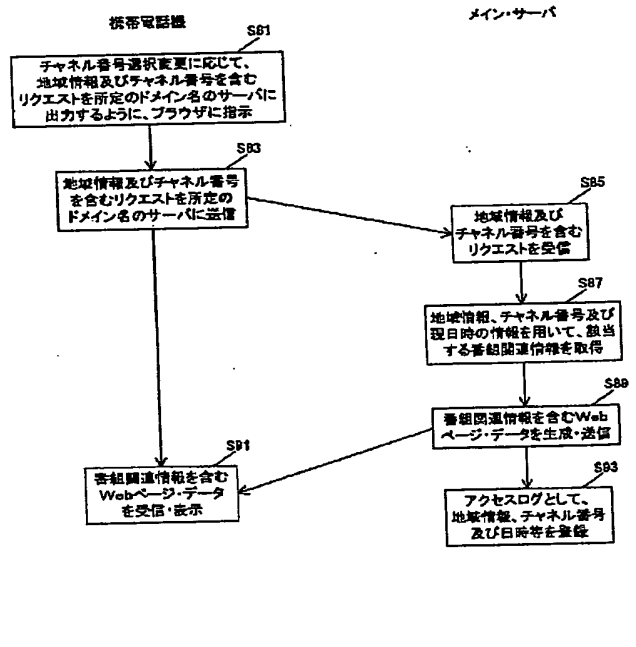 携帯電話機
メイン・サーバ
S81
チャネル番号選択変更に応じて、
地域情報及びチャネル番号を含む
リクエストを所定のドメイン名のサーバに
出力するように、ブラウザに指示
S83
地域情報及びチャネル番号
を含むリクエストを所定の
ドメイン名のサーバに送信
S85
地域情報及び
チャネル番号を含む
リクエストを受信
S87
地域情報、チャネル番号及び
現日時の情報を用いて、該当
する番組関連情報を取得
S89
番組関連情報を含むWeb
ページ・データを生成・送信
S91
番組関連情報を含む
Webページ・データ
を受信・表示
S93
アクセスログとして、
地域情報、チャネル番号
及び日時等を登録